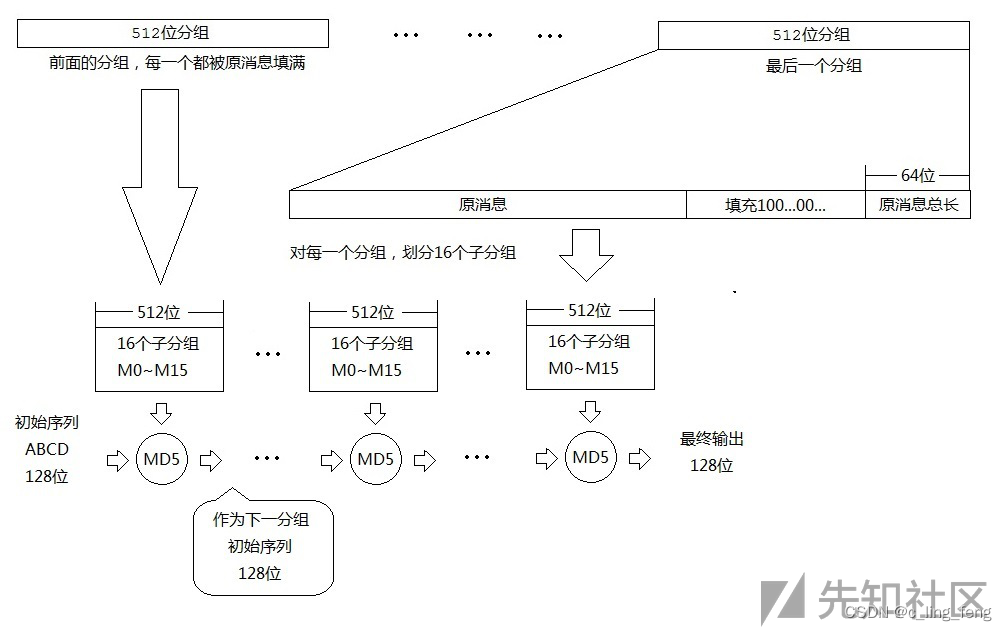 512位分组
... ... ...
512位分组
前面的分组，每一个都被原消息填满
最后一个分组
64位
原消息
填充100...00...
原消息总长
对每一个分组，划分16个子分组
512位
512位
512位
16个子分组
M0~M15
...
16个子分组
M0~M15
...
16个子分组
M0~M15
初始序列
ABCD
128位
MD5
...
MD5
...
MD5
最终输出
128位
作为下一分组
初始序列
128位
先知社区
CSDN @c_ling_feng